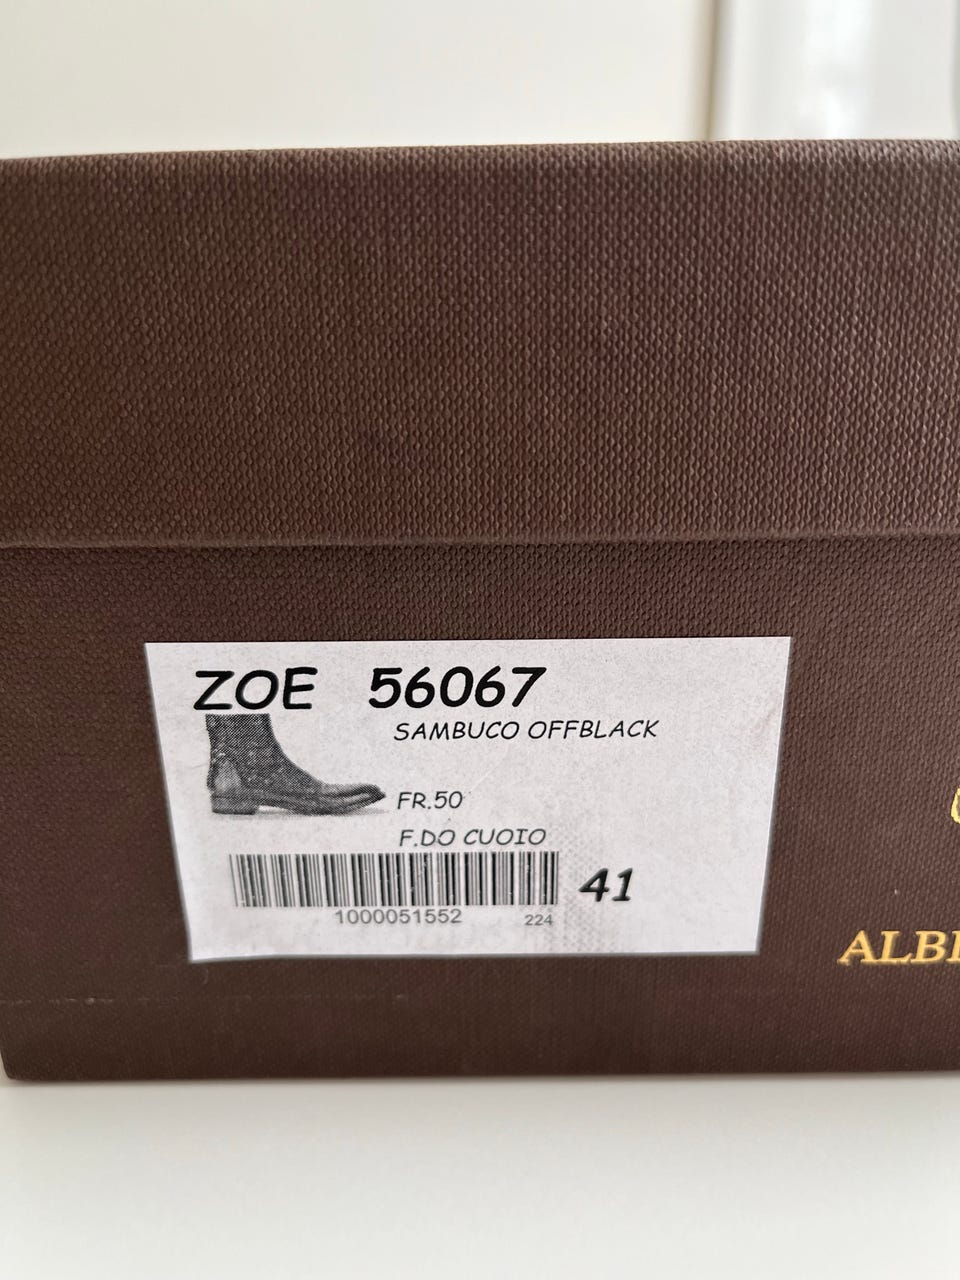 ZOE 56067
SAMBUCO OFFBLACK
FR.50
F.DO CUOIO
41
1000051552
224